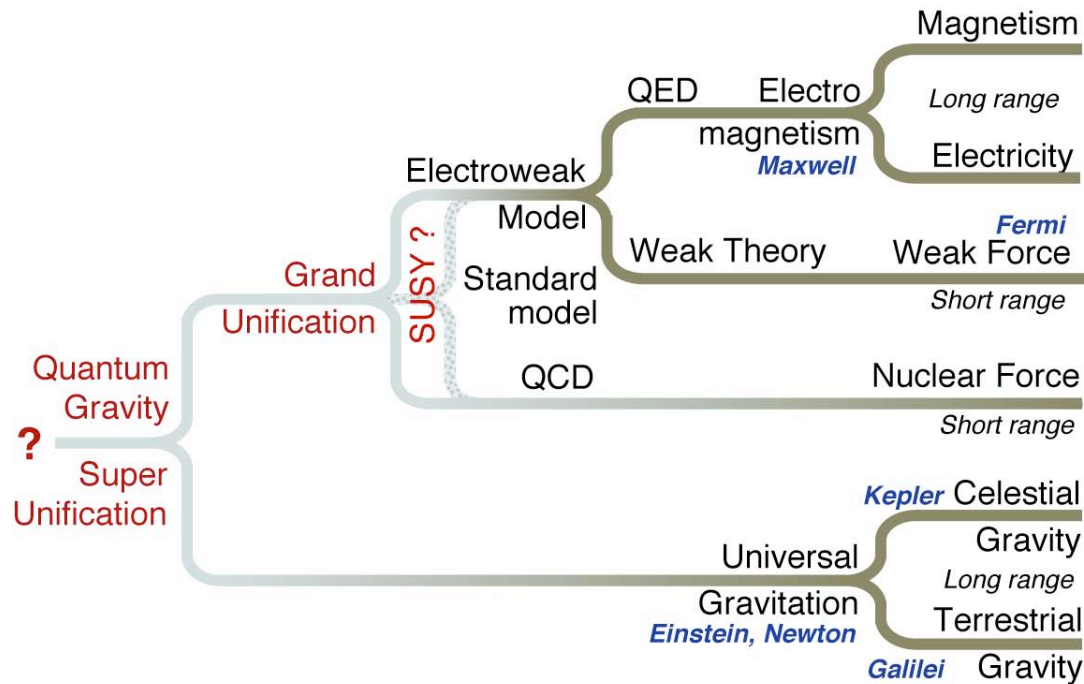 Magnetism
QED
Electro
magnetism
Maxwell
Long range
Electricity
Electroweak
Model
Fermi
Weak Theory
Weak Force
Short range
SUSY ?
Grand
Unification
Standard
model
QCD
Nuclear Force
Short range
Quantum
Gravity
?
Super
Unification
Kepler Celestial
Gravity
Long range
Universal
Gravitation
Einstein, Newton
Terrestrial
Galilei Gravity